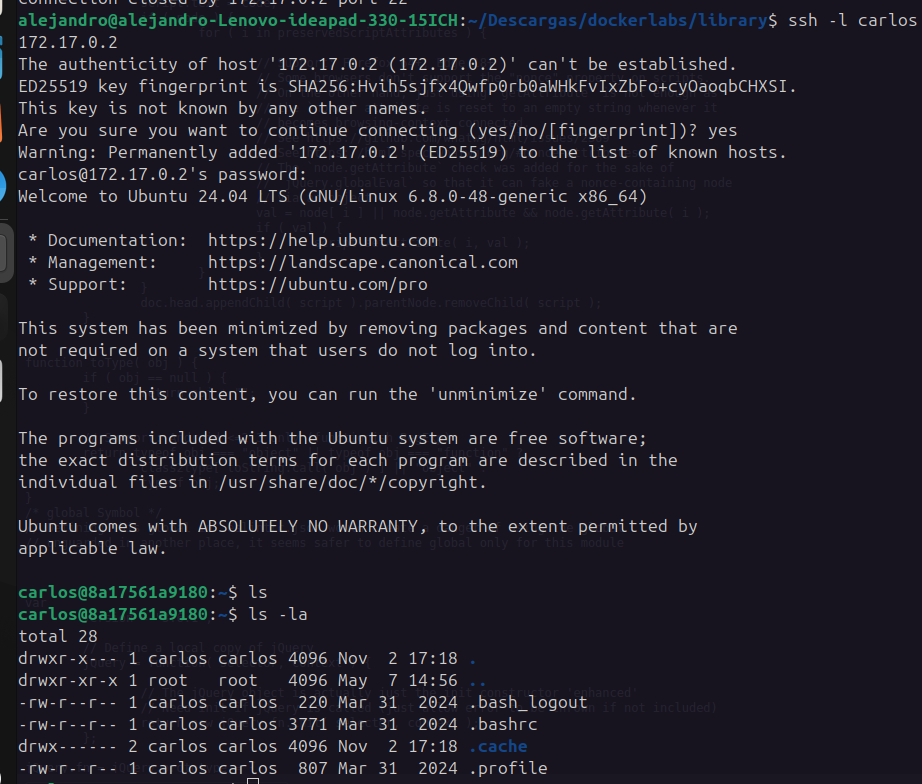 connection closed by 172.17.0.2 port 22
alejandro@alejandro-Lenovo-ideapad-330-15ICH:~/Descargas/dockerlabs/library$ ssh -l carlos
172.17.0.2
The authenticity of host '172.17.0.2 (172.17.0.2)' can't be established.
ED25519 key fingerprint is SHA256:Hvih5sjfx4Qwfp0rb0aWHkFvIxZbFo+cyOaoqbCHXSI.
This key is not known by any other names.
Are you sure you want to continue connecting (yes/no/[fingerprint])? yes
Warning: Permanently added '172.17.0.2' (ED25519) to the list of known hosts.
carlos@172.17.0.2's password:
Welcome to Ubuntu 24.04 LTS (GNU/Linux 6.8.0-48-generic x86_64)
* Documentation: https://help.ubuntu.com
* Management: https://landscape.canonical.com
* Support: https://ubuntu.com/pro
This system has been minimized by removing packages and content that are
not required on a system that users do not log into.
To restore this content, you can run the 'unminimize' command.
The programs included with the Ubuntu system are free software;
the exact distribution terms for each program are described in the
individual files in /usr/share/doc/*/copyright.
Ubuntu comes with ABSOLUTELY NO WARRANTY, to the extent permitted by
applicable law.
carlos@8a17561a9180:~$ ls
carlos@8a17561a9180:~$ ls -la
total 28
drwxr-x--- 1 carlos carlos 4096 Nov 2 17:18 .
drwxr-xr-x 1 root root 4096 May 7 14:56 ..
-rw-r--r-- 1 carlos carlos 220 Mar 31 2024 .bash_logout
-rw-r--r-- 1 carlos carlos 3771 Mar 31 2024 .bashrc
drwx------ 2 carlos carlos 4096 Nov 2 17:18 .cache
-rw-r--r-- 1 carlos carlos 807 Mar 31 2024 .profile